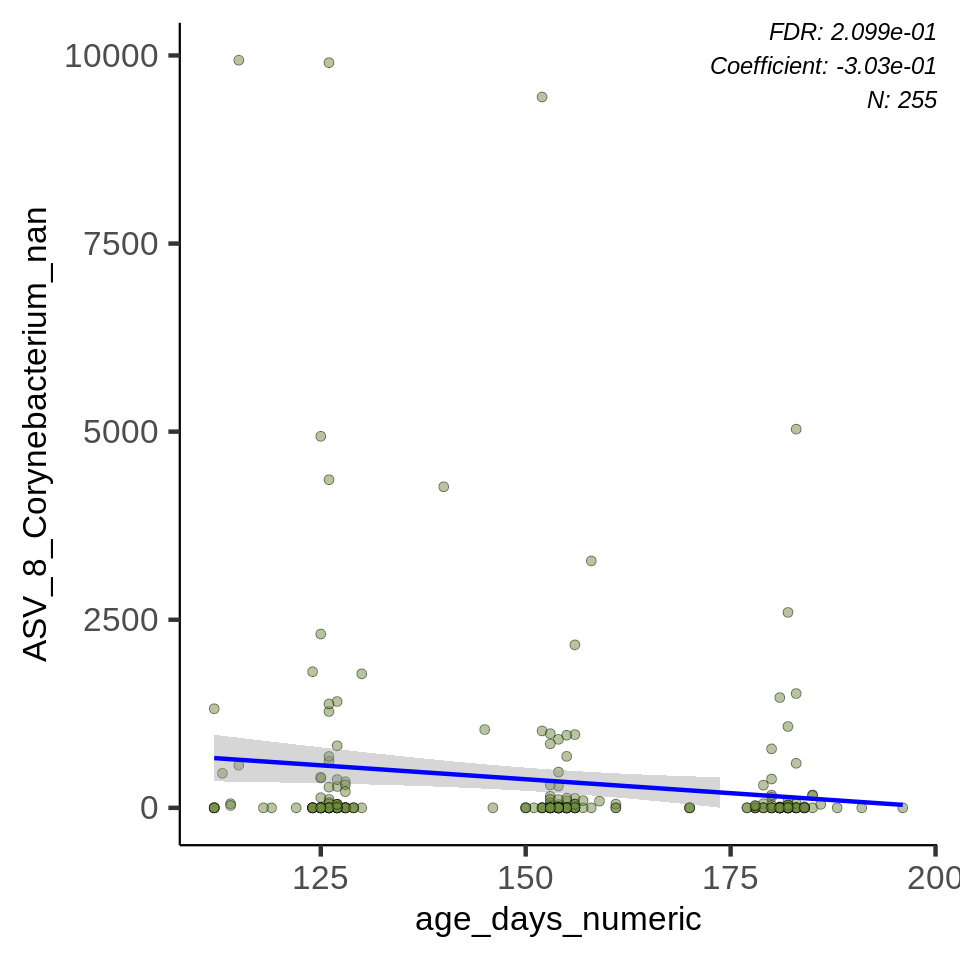 FDR: 2.099e-01
Coefficient: -3.03e-01
N: 255
10000
7500
5000
2500
0
ASV_8_Corynebacterium_nan
125
150
175
200
age_days_numeric